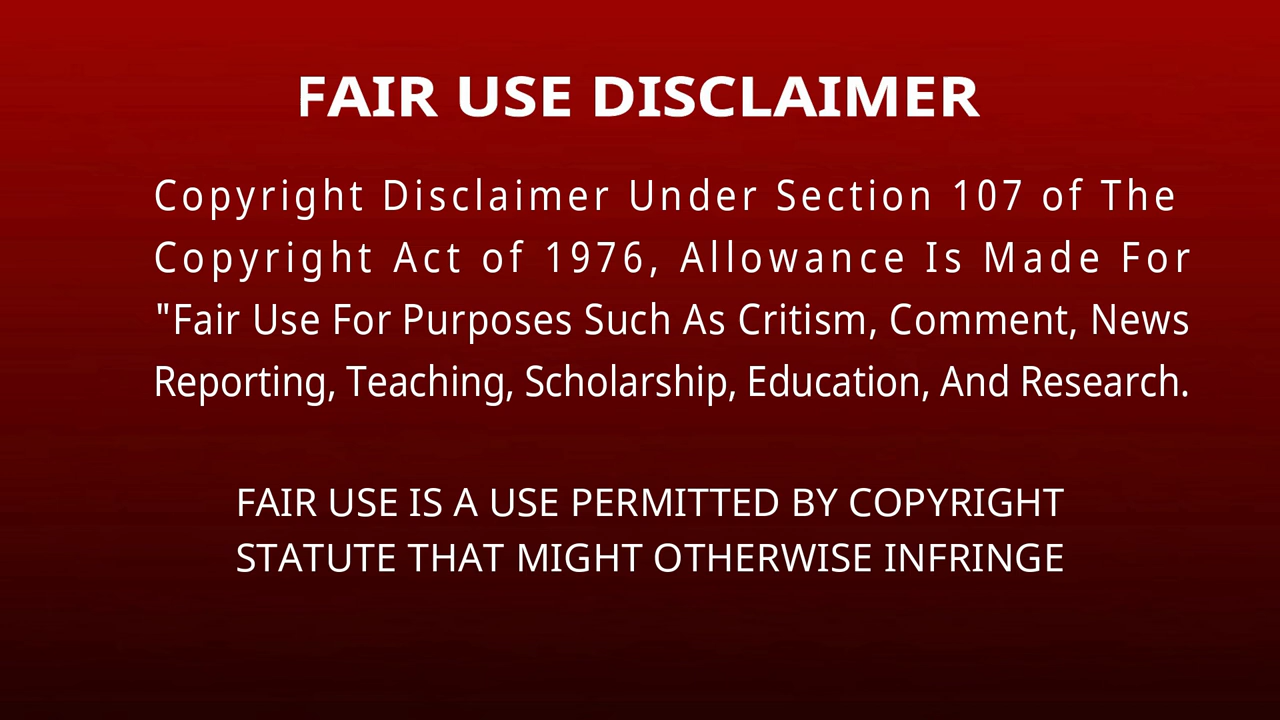 FAIR USE DISCLAIMER
Copyright Disclaimer Under Section 107 of The
Copyright Act of 1976, Allowance Is Made For
"Fair Use For Purposes Such As Critism, Comment, News
Reporting, Teaching, Scholarship, Education, And Research.
FAIR USE IS A USE PERMITTED BY COPYRIGHT
STATUTE THAT MIGHT OTHERWISE INFRINGE